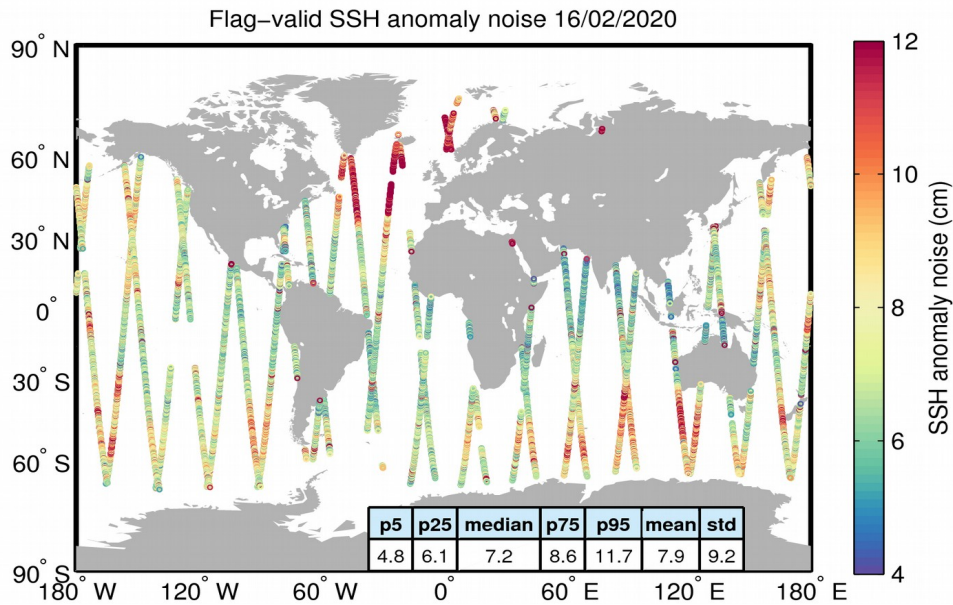 Flag−valid SSH anomaly noise 16/02/2020
90° N
60° N
30° N
0°
30° S
60° S
90° S
180° W
120° W
60° W
0°
60° E
120° E
180° E
p5 p25 median p75 p95 mean std
4.8 6.1 7.2 8.6 11.7 7.9 9.2
12
10
8
6
4
SSH anomaly noise (cm)